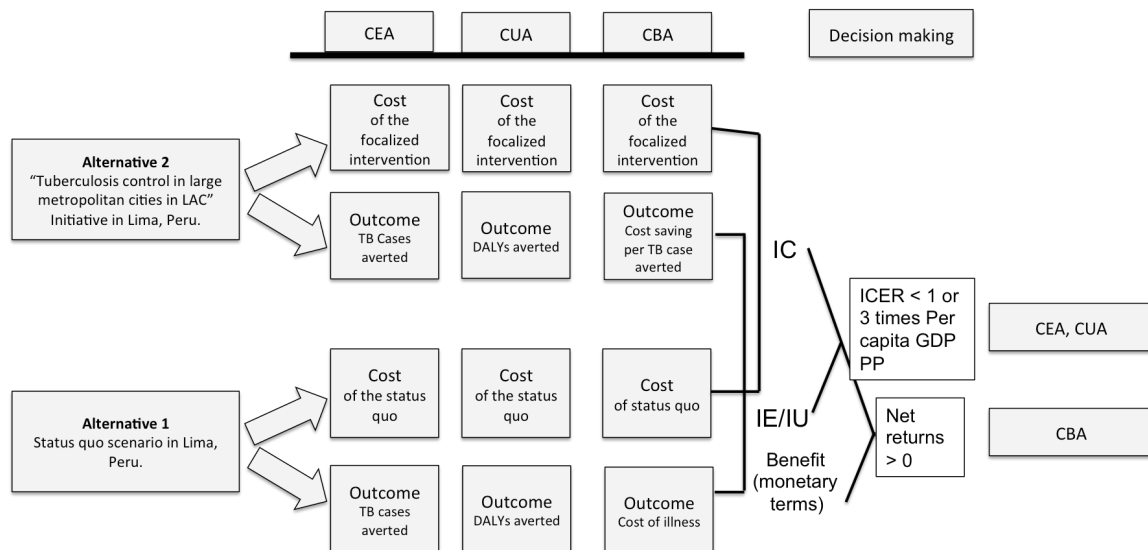 CEA
CUA
CBA
Decision making
Cost
of the
focalized
intervention
Cost
of the
focalized
intervention
Cost
of the
focalized
intervention
Alternative 2
“Tuberculosis control in large
metropolitan cities in LAC”
Initiative in Lima, Peru.
Outcome
TB Cases
averted
Outcome
DALYs averted
Outcome
Cost saving
per TB case
averted
IC
ICER < 1 or
3 times Per
capita GDP
PP
CEA, CUA
Cost
of the status
quo
Cost
of the status
quo
Cost
of status quo
Alternative 1
Status quo scenario in Lima,
Peru.
IE/IU
Net
returns
> 0
CBA
Benefit
(monetary
terms)
Outcome
TB cases
averted
Outcome
DALYs averted
Outcome
Cost of illness